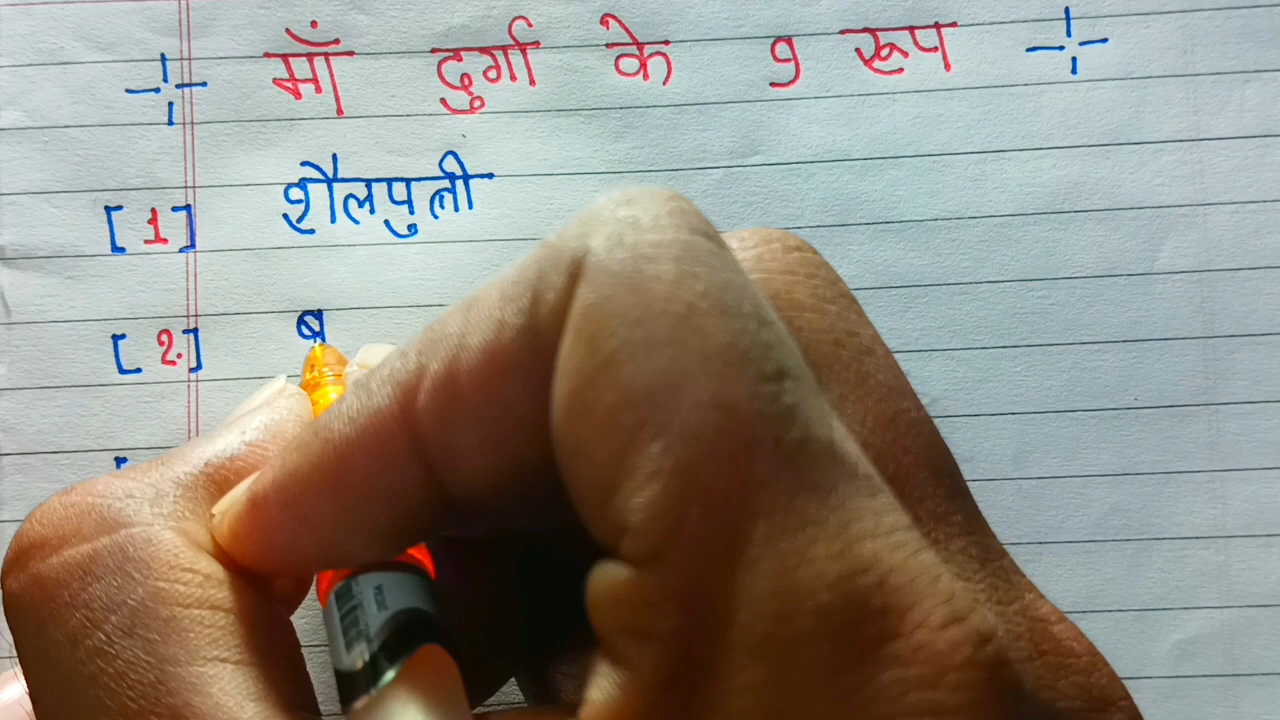 माँ दुर्गा के 9 रूप
[1] शैलपुत्री
[2.] ब
[